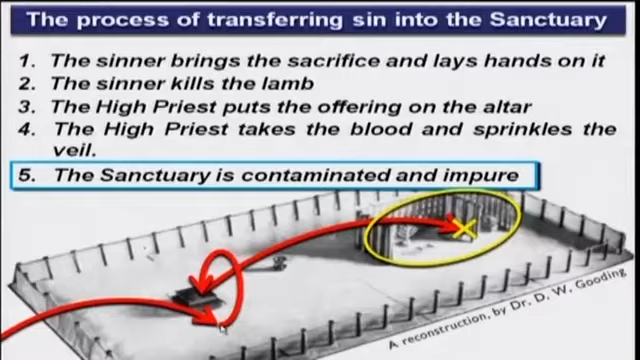 The process of transferring sin into the Sanctuary
1. The sinner brings the sacrifice and lays hands on it
2. The sinner kills the lamb
3. The High Priest puts the offering on the altar
4. The High Priest takes the blood and sprinkles the
veil.
5. The Sanctuary is contaminated and impure
A reconstruction, by Dr. D. W. Gooding